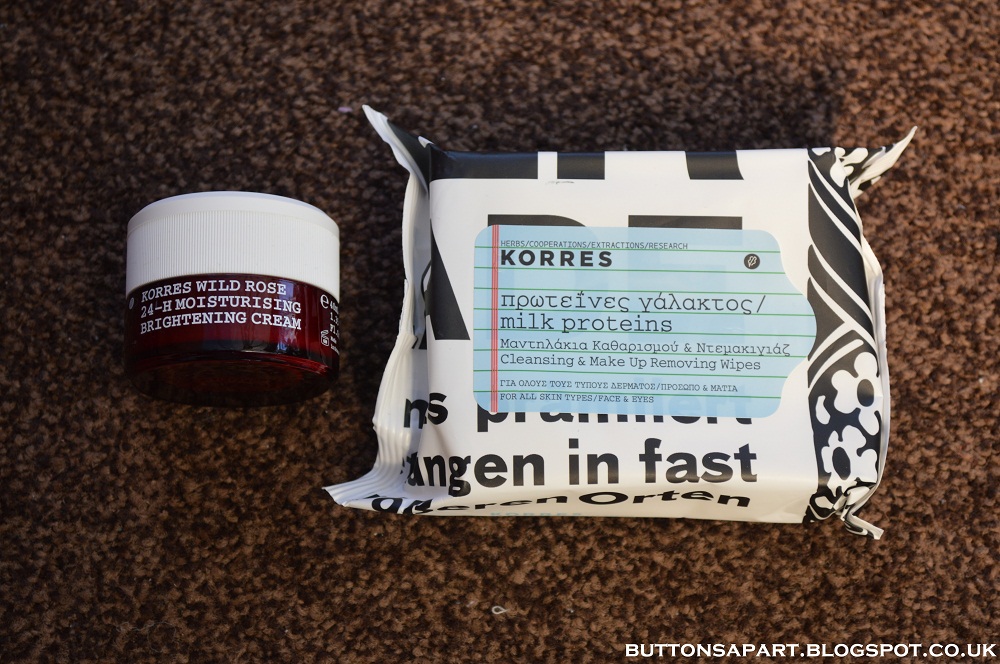 KORRES WILD ROSE
24-H MOISTURISING
BRIGHTENING CREAM
HERBS/COOPERATIONS/EXTRACTIONS/RESEARCH
KORRES
πρωτεΐνες γάλακτος/
milk proteins
Μαντηλάκια Καθαρισμού & Ντεμακιγιάζ
Cleansing & Make Up Removing Wipes
ΓΙΑ ΟΛΟΥΣ ΤΟΥΣ ΤΥΠΟΥΣ ΔΕΡΜΑΤΟΣ/ΠΡΟΣΩΠΟ & ΜΑΤΙΑ
FOR ALL SKIN TYPES/FACE & EYES
in fast
Orten
BUTTONSAPART.BLOGSPOT.CO.UK